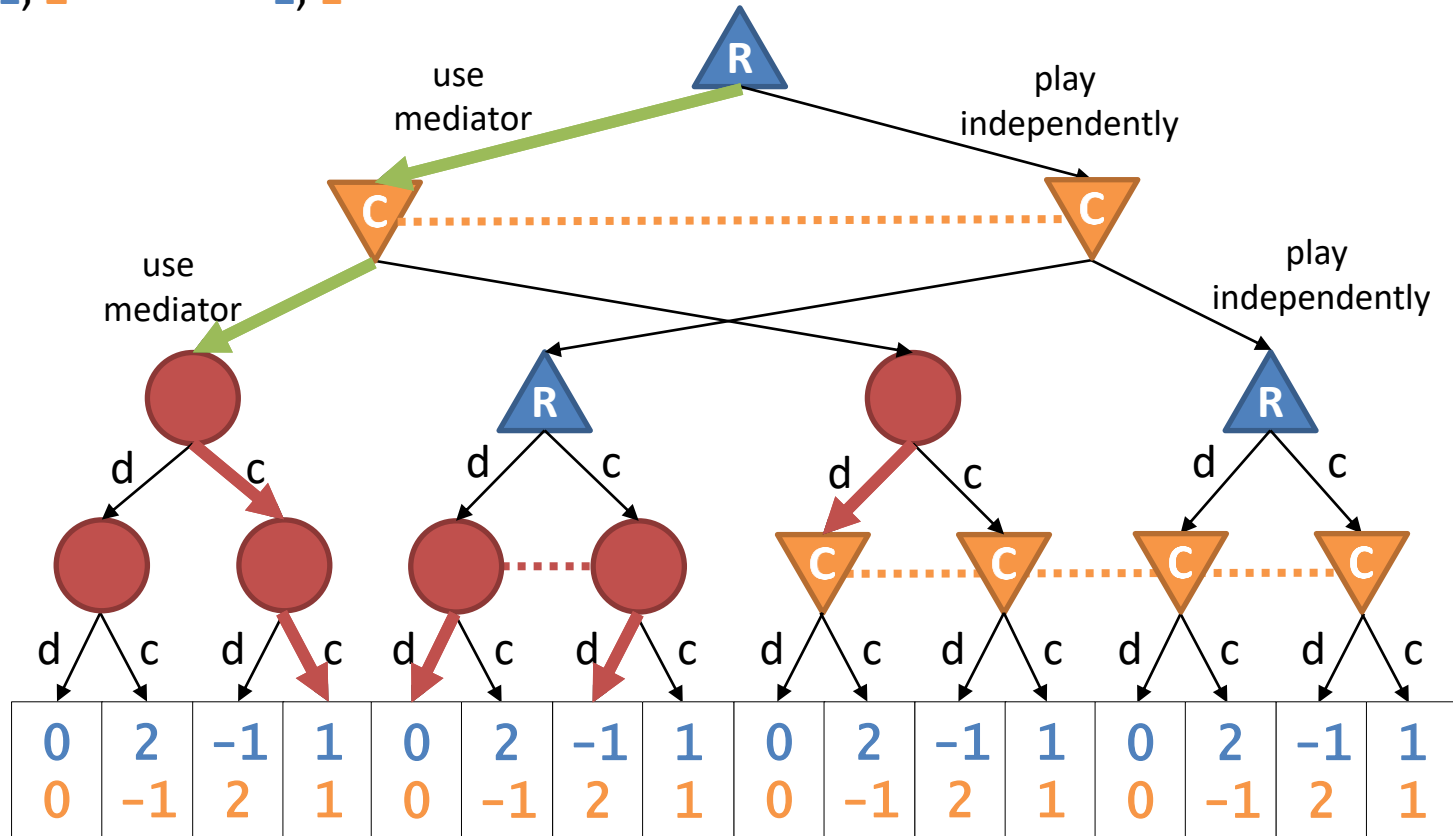 R
use
mediator
play
independently
C
C
use
mediator
play
independently
R
R
d c d c d c d c
C C C C
d c d c d c d c d c d c d c d c
0 2 -1 1 0 2 -1 1 0 2 -1 1 0 2 -1 1
0 -1 2 1 0 -1 2 1 0 -1 2 1 0 -1 2 1